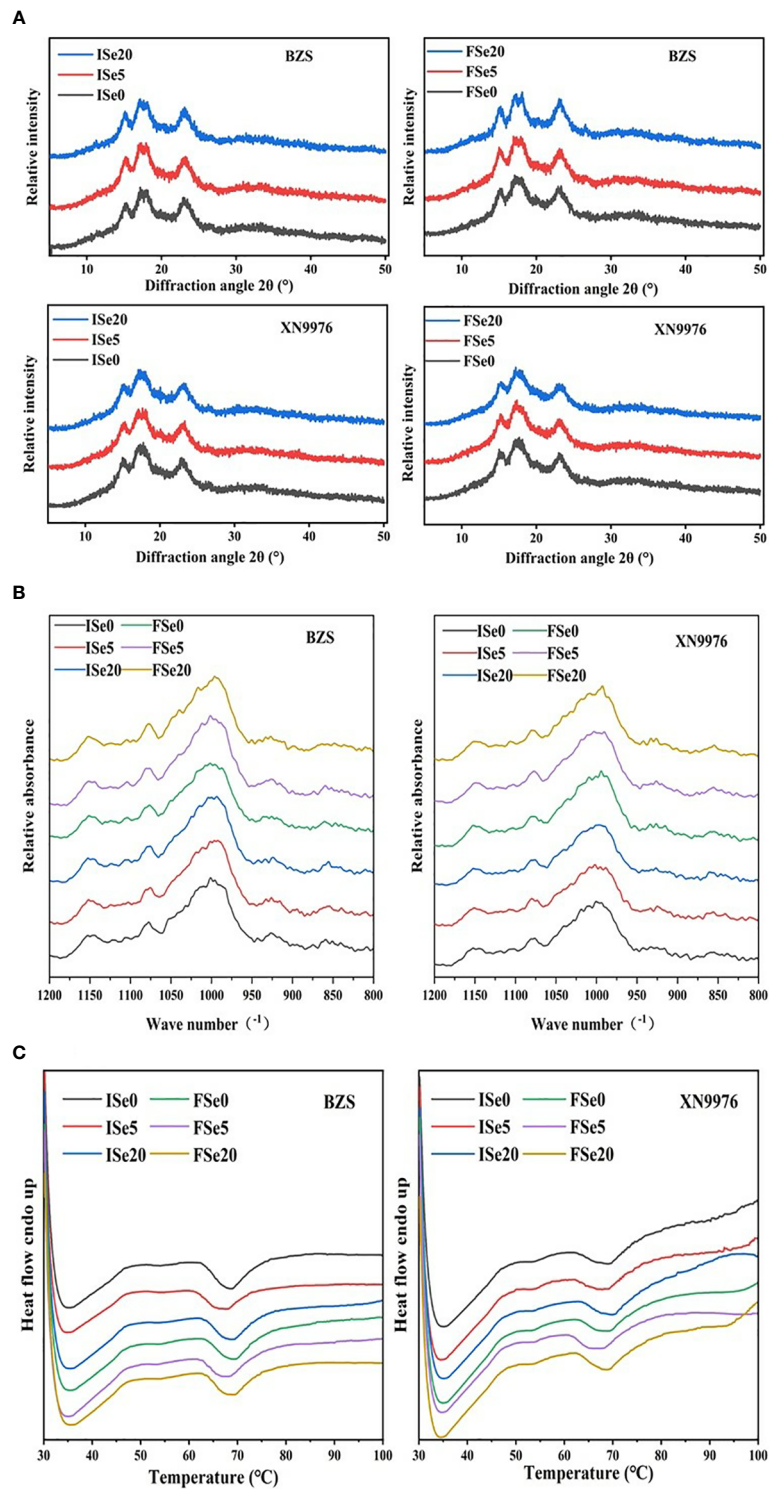 A
ISe20
ISe5
ISe0
BZS
Relative intensity
10 20 30 40 50
Diffraction angle 2θ (°)
FSe20
FSe5
FSe0
BZS
Relative intensity
10 20 30 40 50
Diffraction angle 2θ (°)
ISe20
ISe5
ISe0
XN9976
Relative intensity
10 20 30 40 50
Diffraction angle 2θ (°)
FSe20
FSe5
FSe0
XN9976
Relative intensity
10 20 30 40 50
Diffraction angle 2θ (°)
B
ISe0 FSe0
ISe5 FSe5
ISe20 FSe20
BZS
Relative absorbance
1200 1150 1100 1050 1000 950 900 850 800
Wave number （-1）
ISe0 FSe0
ISe5 FSe5
ISe20 FSe20
XN9976
Relative absorbance
1200 1150 1100 1050 1000 950 900 850 800
Wave number （-1）
C
ISe0 FSe0
ISe5 FSe5
ISe20 FSe20
BZS
Heat flow endo up
30 40 50 60 70 80 90 100
Temperature (℃)
ISe0 FSe0
ISe5 FSe5
ISe20 FSe20
XN9976
Heat flow endo up
30 40 50 60 70 80 90 100
Temperature (℃)